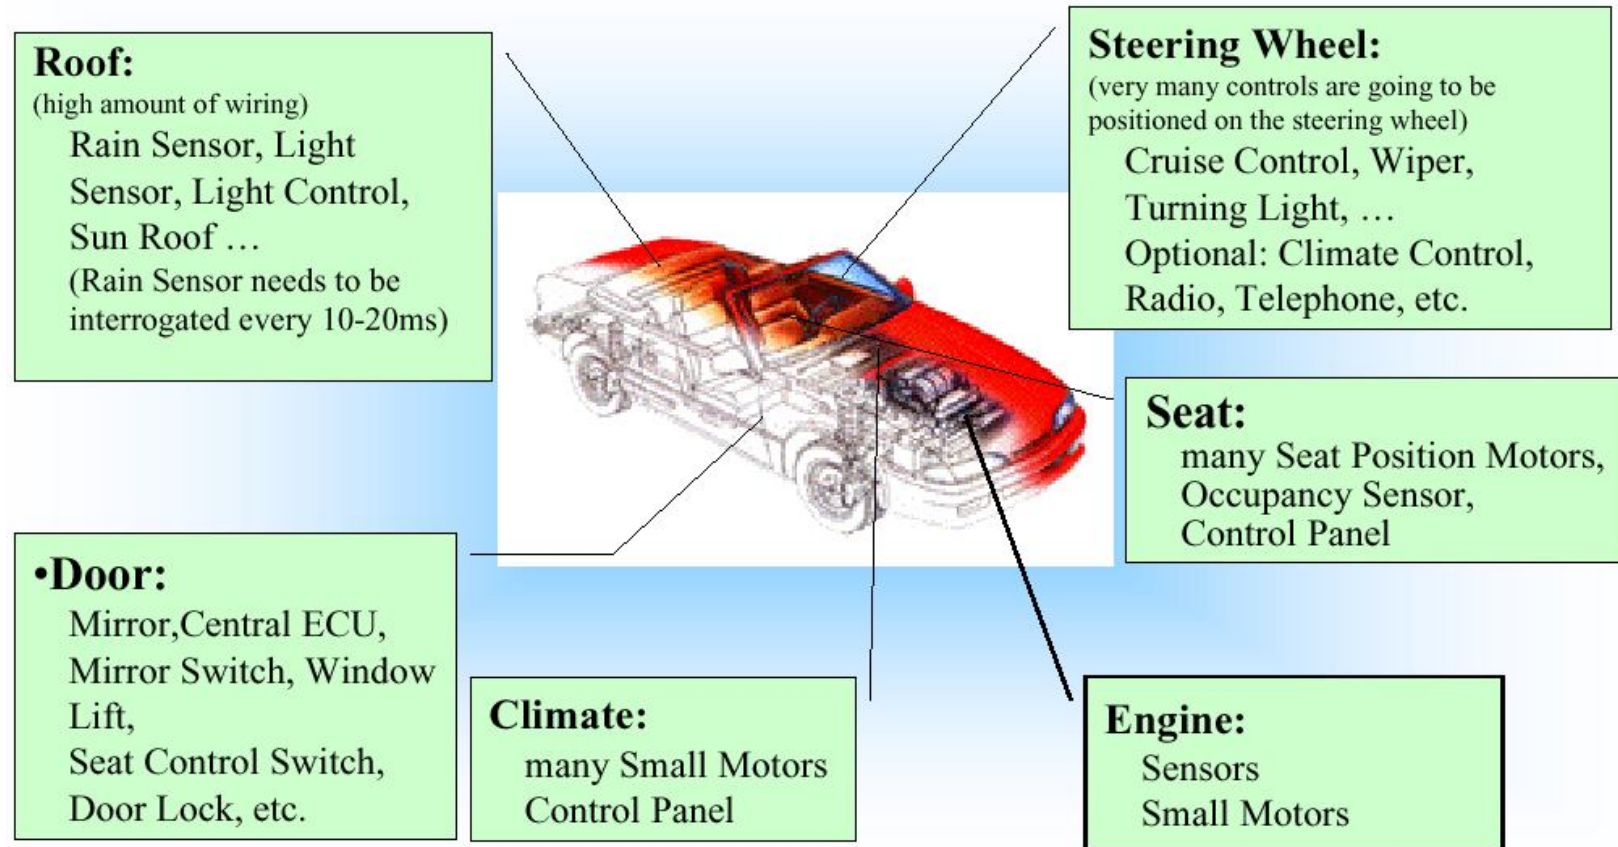 Roof:
(high amount of wiring)
Rain Sensor, Light
Sensor, Light Control,
Sun Roof …
(Rain Sensor needs to be
interrogated every 10-20ms)
Steering Wheel:
(very many controls are going to be
positioned on the steering wheel)
Cruise Control, Wiper,
Turning Light, …
Optional: Climate Control,
Radio, Telephone, etc.
Seat:
many Seat Position Motors,
Occupancy Sensor,
Control Panel
•Door:
Mirror,Central ECU,
Mirror Switch, Window
Lift,
Seat Control Switch,
Door Lock, etc.
Climate:
many Small Motors
Control Panel
Engine:
Sensors
Small Motors